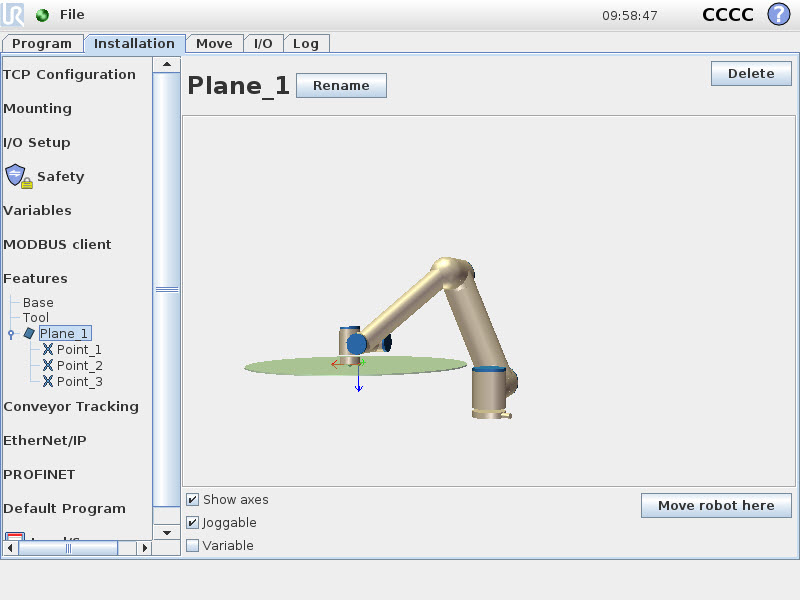 UR File 09:58:47 CCCC ?
Program Installation Move I/O Log
TCP Configuration
Mounting
I/O Setup
Safety
Variables
MODBUS client
Features
Base
Tool
Plane_1
Point_1
Point_2
Point_3
Conveyor Tracking
EtherNet/IP
PROFINET
Default Program
Plane_1 Rename Delete
Show axes
Joggable
Variable
Move robot here